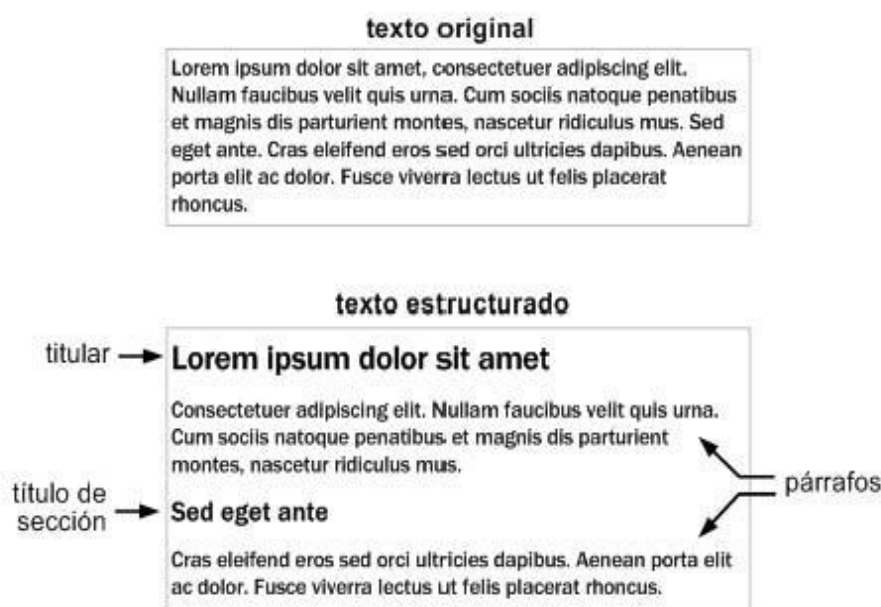 texto original
Lorem ipsum dolor sit amet, consectetuer adipiscing elit.
Nullam faucibus velit quis urna. Cum sociis natoque penatibus
et magnis dis parturient montes, nascetur ridiculus mus. Sed
eget ante. Cras eleifend eros sed orci ultricies dapibus. Aenean
porta elit ac dolor. Fusce viverra lectus ut felis placerat
rhoncus.
texto estructurado
titular
Lorem ipsum dolor sit amet
Consectetuer adipiscing elit. Nullam faucibus velit quis urna.
Cum sociis natoque penatibus et magnis dis parturient
montes, nascetur ridiculus mus.
párrafos
título de
sección
Sed eget ante
Cras eleifend eros sed orci ultricies dapibus. Aenean porta elit
ac dolor. Fusce viverra lectus ut felis placerat rhoncus.